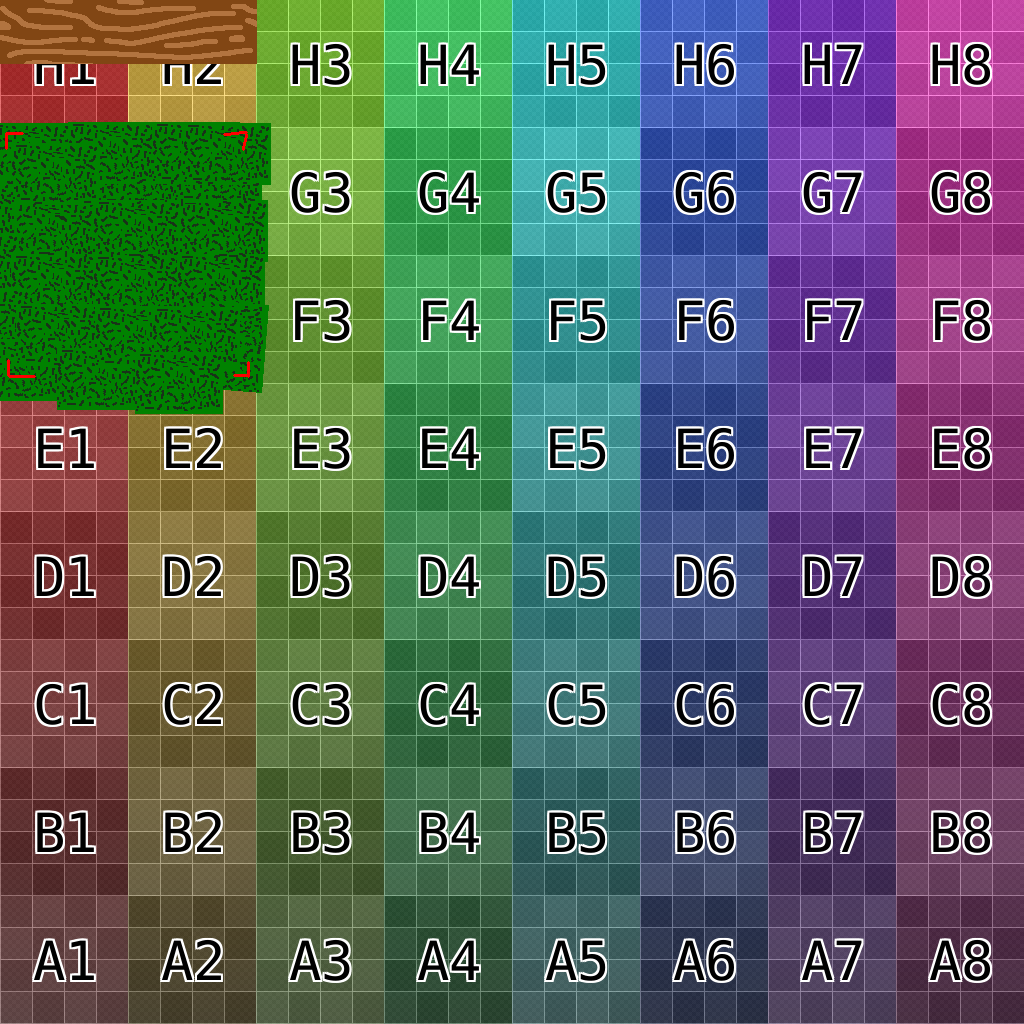 H1 H2 H3 H4 H5 H6 H7 H8
G3 G4 G5 G6 G7 G8
F3 F4 F5 F6 F7 F8
E1 E2 E3 E4 E5 E6 E7 E8
D1 D2 D3 D4 D5 D6 D7 D8
C1 C2 C3 C4 C5 C6 C7 C8
B1 B2 B3 B4 B5 B6 B7 B8
A1 A2 A3 A4 A5 A6 A7 A8